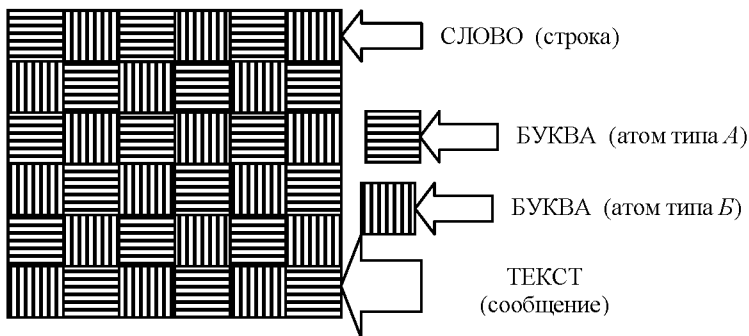 СЛОВО (строка)
БУКВА (атом типа А)
БУКВА (атом типа Б)
ТЕКСТ
(сообщение)